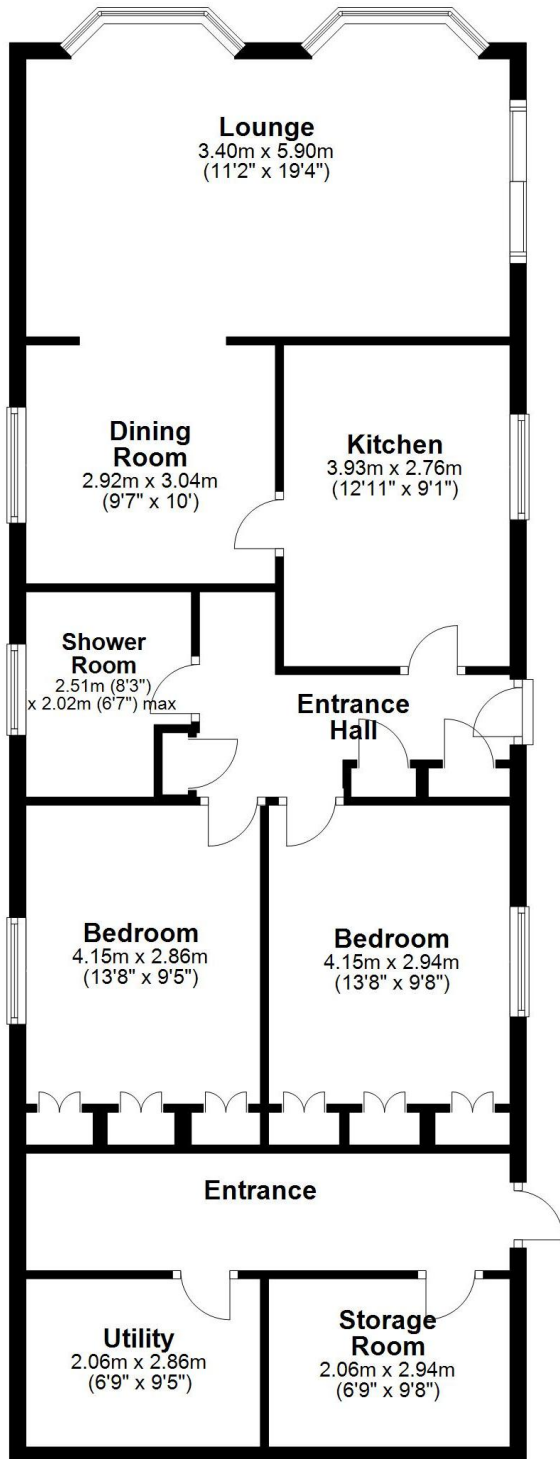 Lounge
3.40m x 5.90m
(11'2" x 19'4")
Dining
Room
2.92m x 3.04m
(9'7" x 10')
Kitchen
3.93m x 2.76m
(12'11" x 9'1")
Shower
Room
2.51m (8'3")
x 2.02m (6'7") max
Entrance
Hall
Bedroom
4.15m x 2.86m
(13'8" x 9'5")
Bedroom
4.15m x 2.94m
(13'8" x 9'8")
Entrance
Utility
2.06m x 2.86m
(6'9" x 9'5")
Storage
Room
2.06m x 2.94m
(6'9" x 9'8")